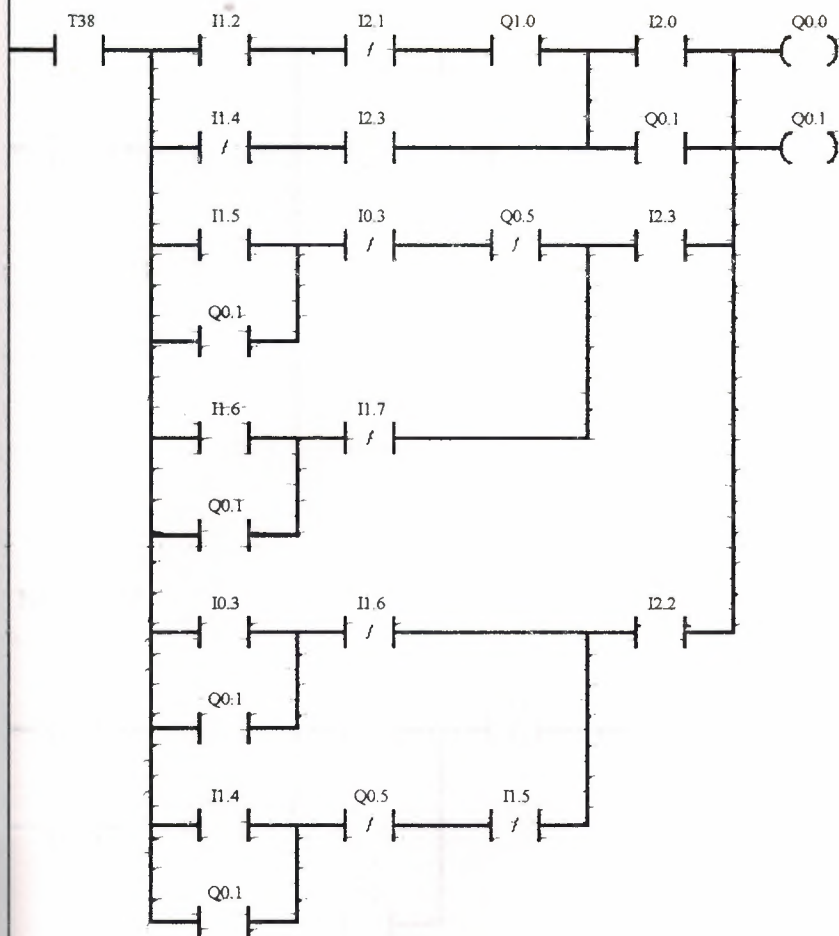 T38 I1.2 I2.1 Q1.0 I2.0 Q0.0
I1.4 I2.3 Q0.1 Q0.1
I1.5 I0.3 Q0.5 I2.3
Q0.1
I1.6 I1.7
Q0.1
I0.3 I1.6 I2.2
Q0.1
I1.4 Q0.5 I1.5
Q0.1